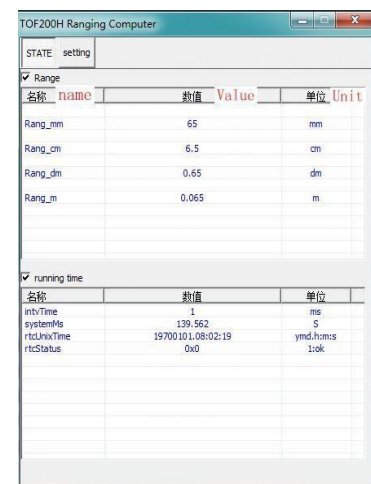 TOF200H Ranging Computer
STATE setting
Range
名称 name 数值 Value 单位 Unit
Rang_mm 65 mm
Rang_cm 6.5 cm
Rang_dm 0.65 dm
Rang_m 0.065 m
running time
名称 数值 单位
intvTime 1 ms
systemMs 139.562 S
rtcUnixTime 19700101.08:02:19 ymd.h:m:s
rtcStatus 0x0 1:ok